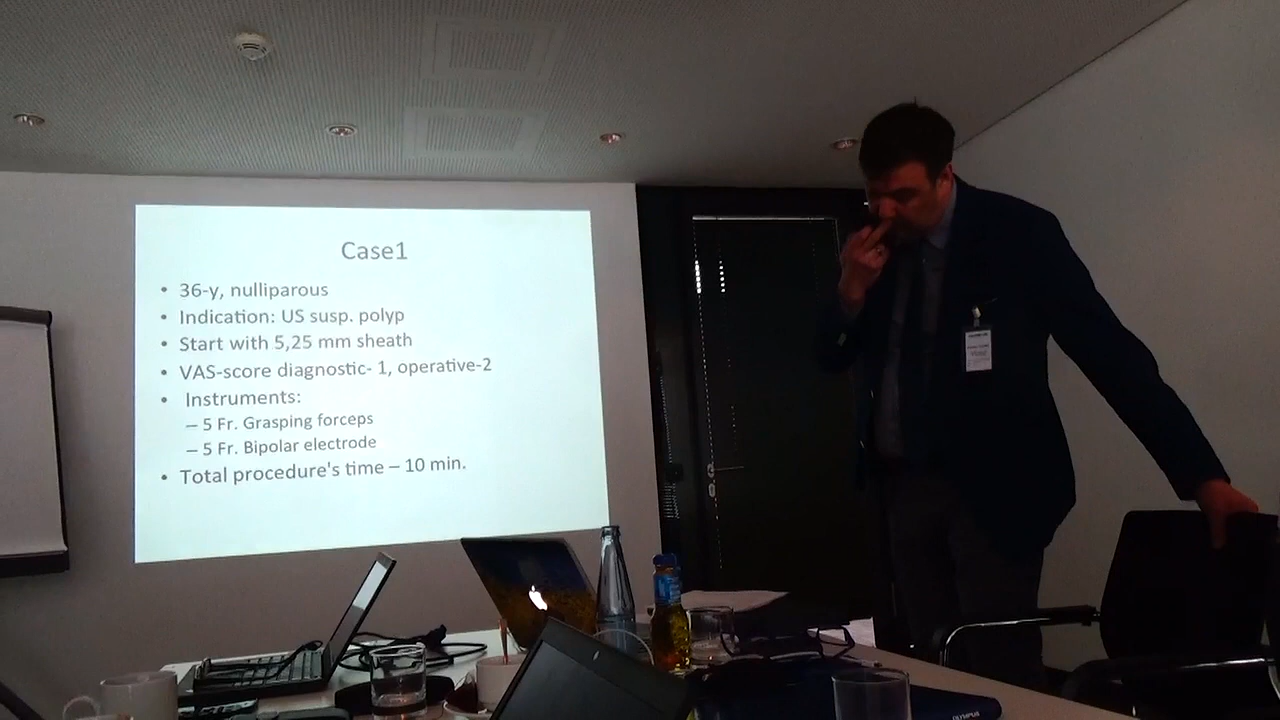 Case1
• 36-y, nulliparous
• Indication: US susp. polyp
• Start with 5,25 mm sheath
• VAS-score diagnostic- 1, operative-2
• Instruments:
– 5 Fr. Grasping forceps
– 5 Fr. Bipolar electrode
• Total procedure's time – 10 min.
OLYMPUS